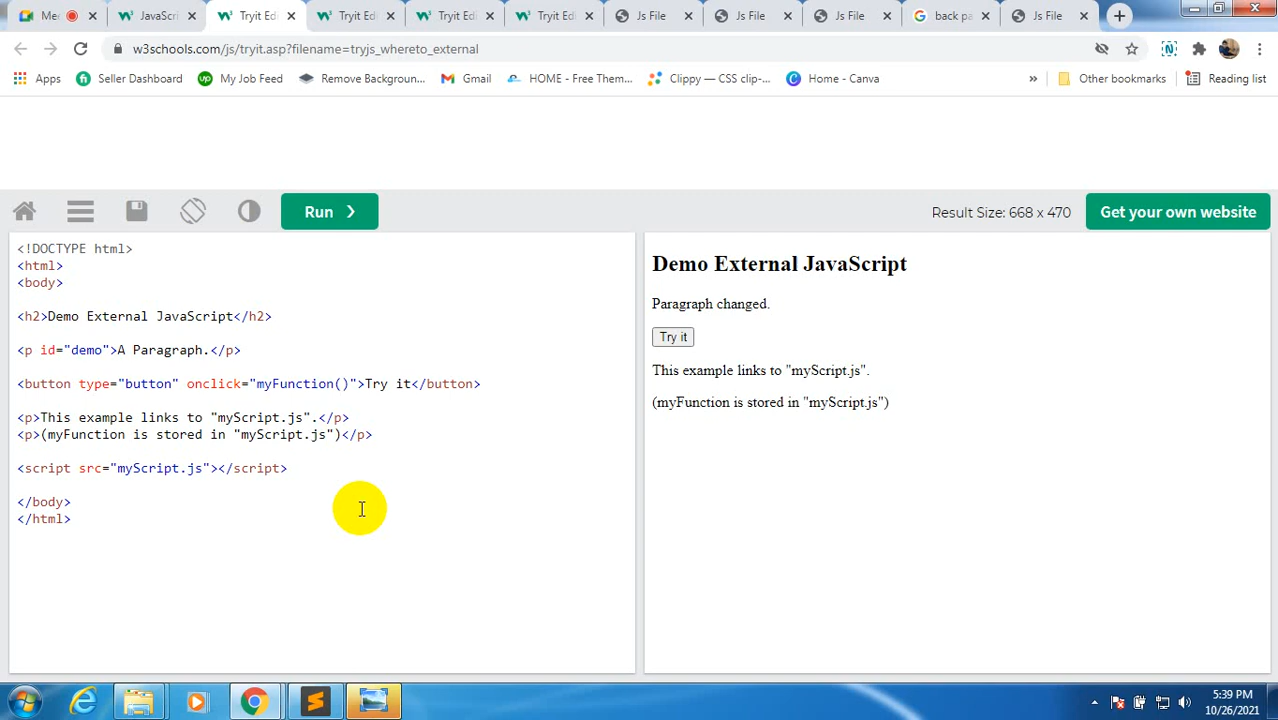 Mee
JavaScri
Tryit Edi
Tryit Edi
Tryit Edi
Tryit Edi
Js File
Js File
Js File
back pa
Js File
w3schools.com/js/tryit.asp?filename=tryjs_whereto_external
Apps
Seller Dashboard
My Job Feed
Remove Backgroun...
Gmail
HOME - Free Them...
Clippy — CSS clip-...
Home - Canva
»
Other bookmarks
Reading list
Run ❯
Result Size: 668 x 470
Get your own website
<!DOCTYPE html>
<html>
<body>
<h2>Demo External JavaScript</h2>
<p id="demo">A Paragraph.</p>
<button type="button" onclick="myFunction()">Try it</button>
<p>This example links to "myScript.js".</p>
<p>(myFunction is stored in "myScript.js")</p>
<script src="myScript.js"></script>
</body>
</html>
Demo External JavaScript
Paragraph changed.
Try it
This example links to "myScript.js".
(myFunction is stored in "myScript.js")
5:39 PM
10/26/2021